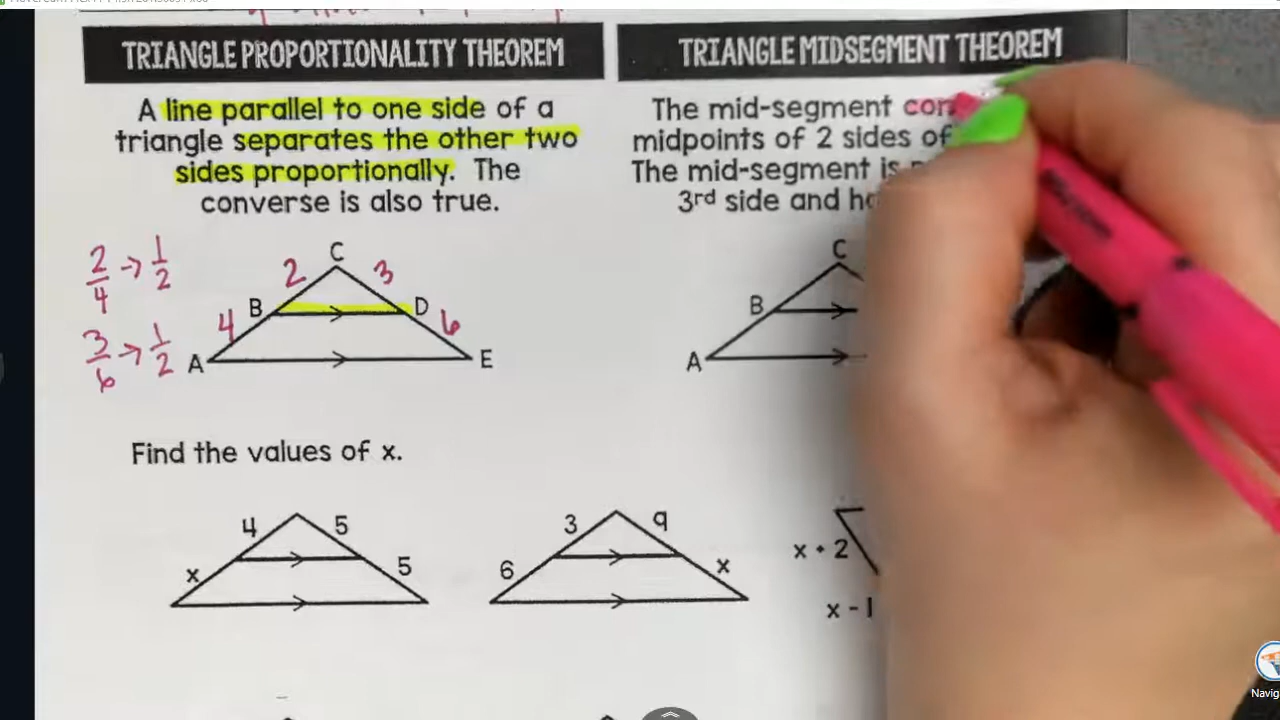 TRIANGLE PROPORTIONALITY THEOREM
A line parallel to one side of a
triangle separates the other two
sides proportionally. The
converse is also true.
2/4 → 1/2
3/6 → 1/2
C
2
3
B
D
4
6
A
E
TRIANGLE MIDSEGMENT THEOREM
The mid-segment con
midpoints of 2 sides of
The mid-segment is
3rd side and
C
B
A
Find the values of x.
4
5
x
5
3
9
6
x
x + 2
x - 1
Navig